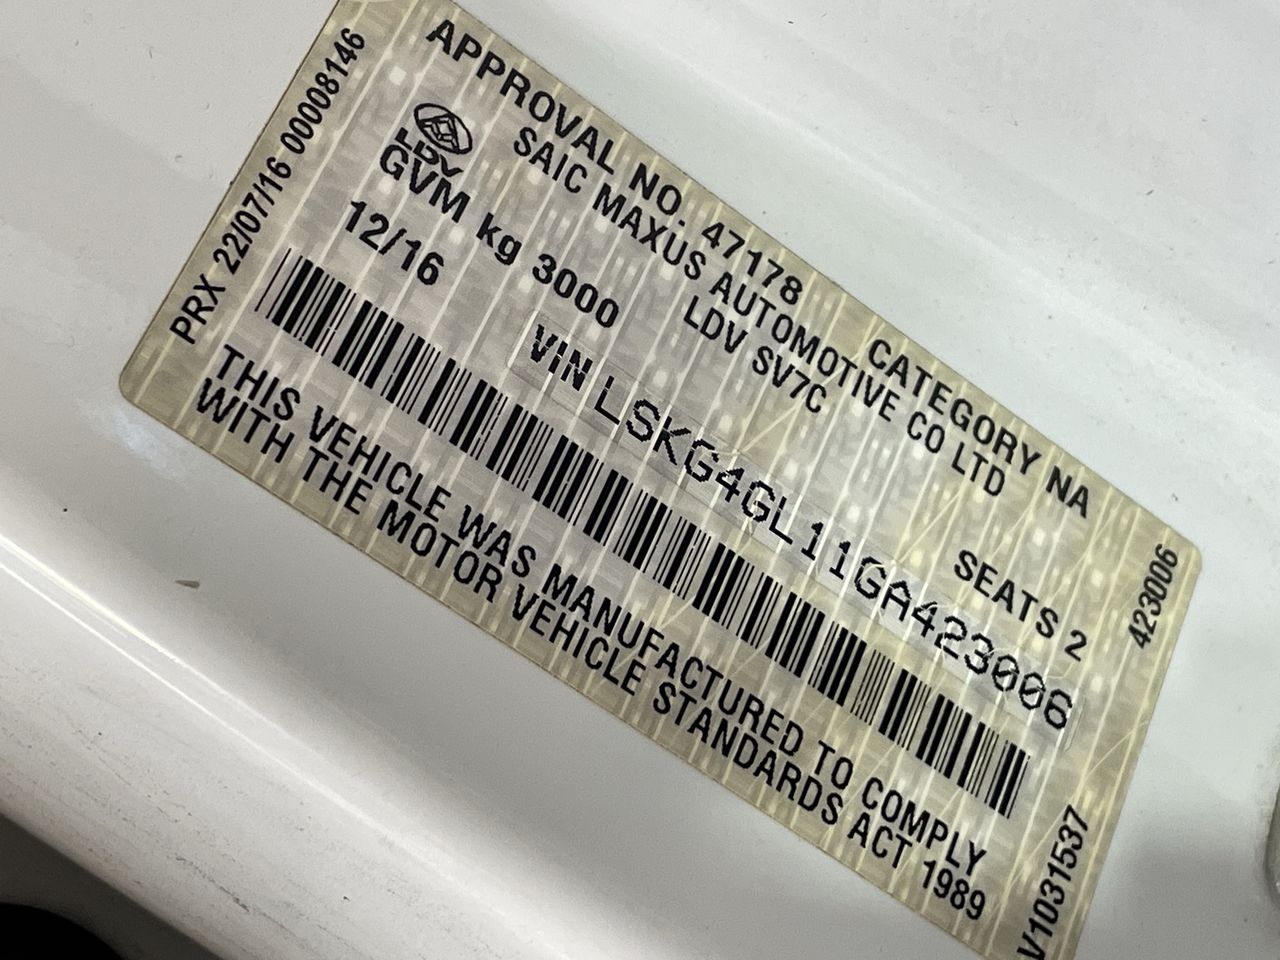 PRX 22/07/16 00008146
APPROVAL NO. 47178 CATEGORY NA
SAIC MAXUS AUTOMOTIVE CO LTD
LDV
LDV SV7C
GVM kg 3000
SEATS 2
12/16
VIN LSKG4GL11GA423006
THIS VEHICLE WAS MANUFACTURED TO COMPLY
WITH THE MOTOR VEHICLE STANDARDS ACT 1989
423006
V1031537